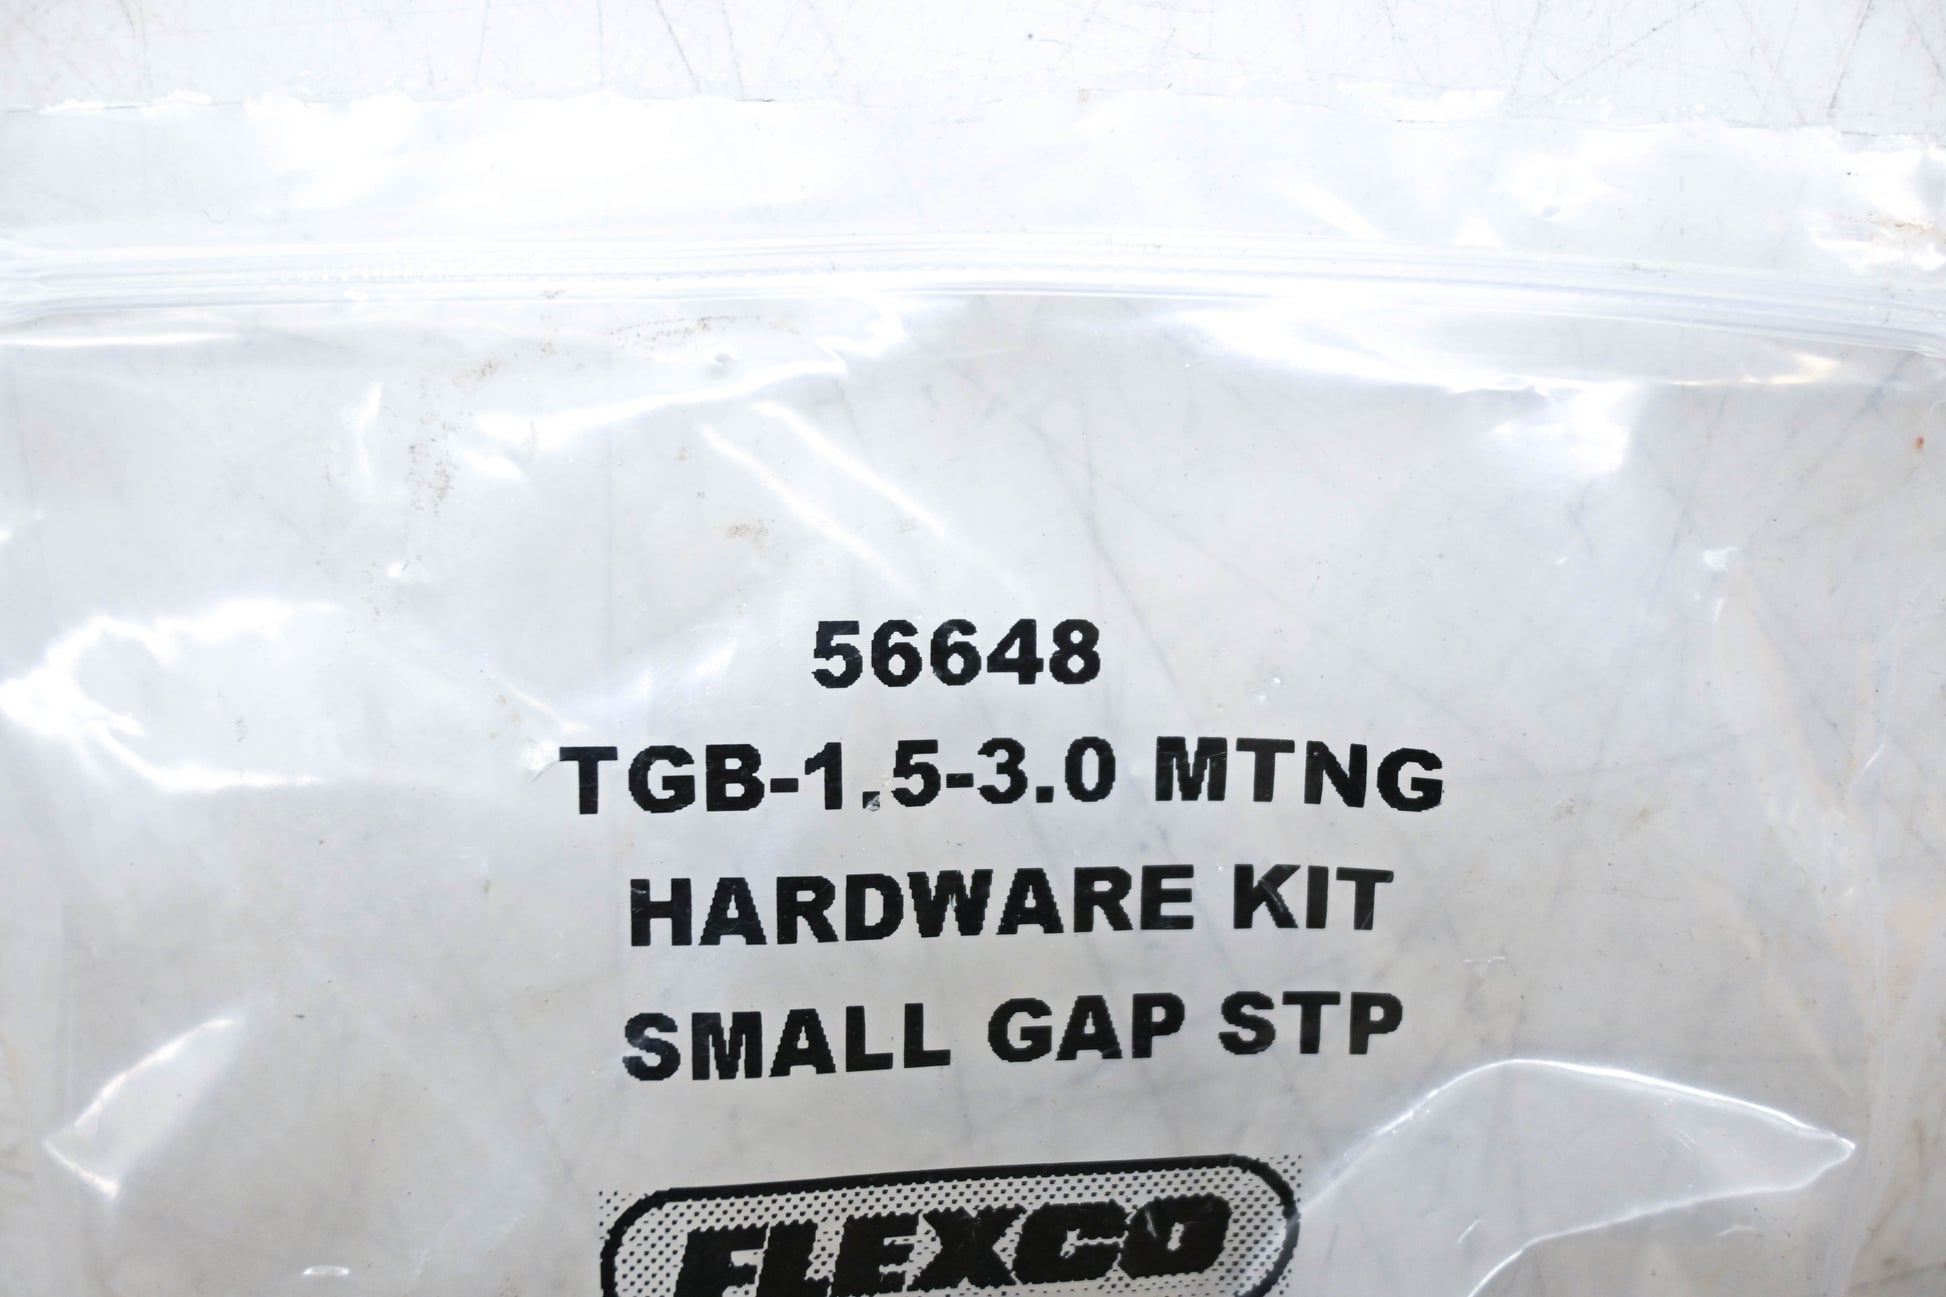 56648
TGB-1.5-3.0 MTNG
HARDWARE KIT
SMALL GAP STP
FLEXCO